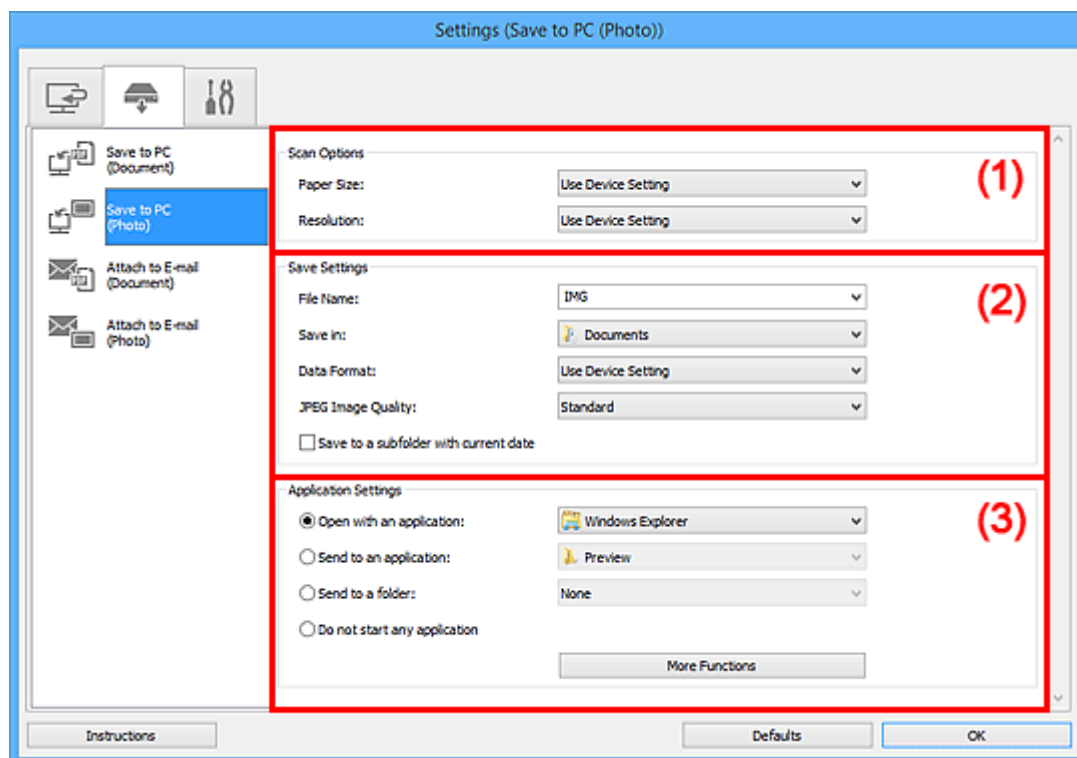 Settings (Save to PC (Photo))
Save to PC
(Document)
Save to PC
(Photo)
Attach to E-mail
(Document)
Attach to E-mail
(Photo)
Scan Options
(1)
Paper Size: Use Device Setting
Resolution: Use Device Setting
Save Settings
(2)
File Name: IMG
Save in: Documents
Data Format: Use Device Setting
JPEG Image Quality: Standard
Save to a subfolder with current date
Application Settings
(3)
Open with an application: Windows Explorer
Send to an application: Preview
Send to a folder: None
Do not start any application
More Functions
Instructions Defaults OK